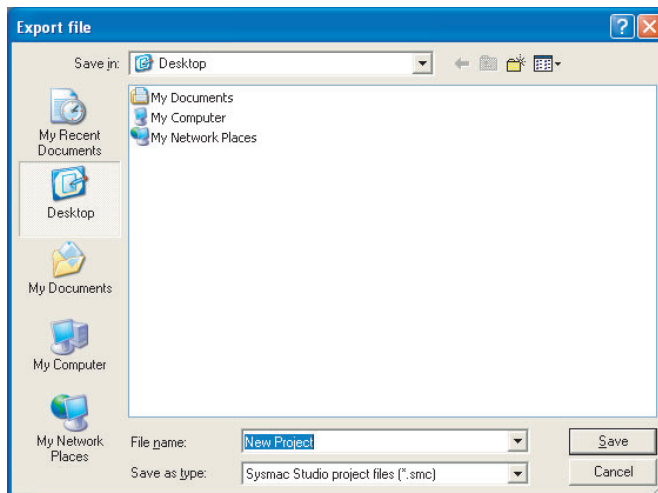 Export file
Save in:
Desktop
My Documents
My Computer
My Network Places
My Recent
Documents
Desktop
My Documents
My Computer
My Network
Places
File name:
New Project
Save
Save as type:
Sysmac Studio project files (*.smc)
Cancel